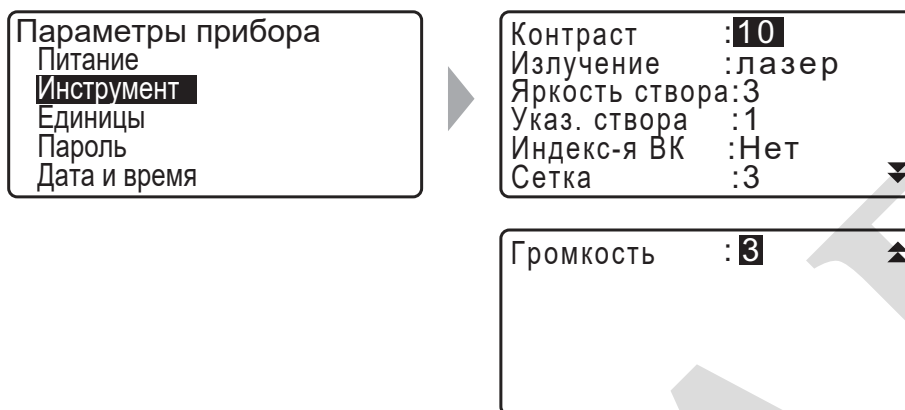 Параметры прибора
Питание
Инструмент
Единицы
Пароль
Дата и время
Контраст :10
Излучение :лазер
Яркость створа:3
Указ. створа :1
Индекс-я ВК :Нет
Сетка :3
Громкость :3